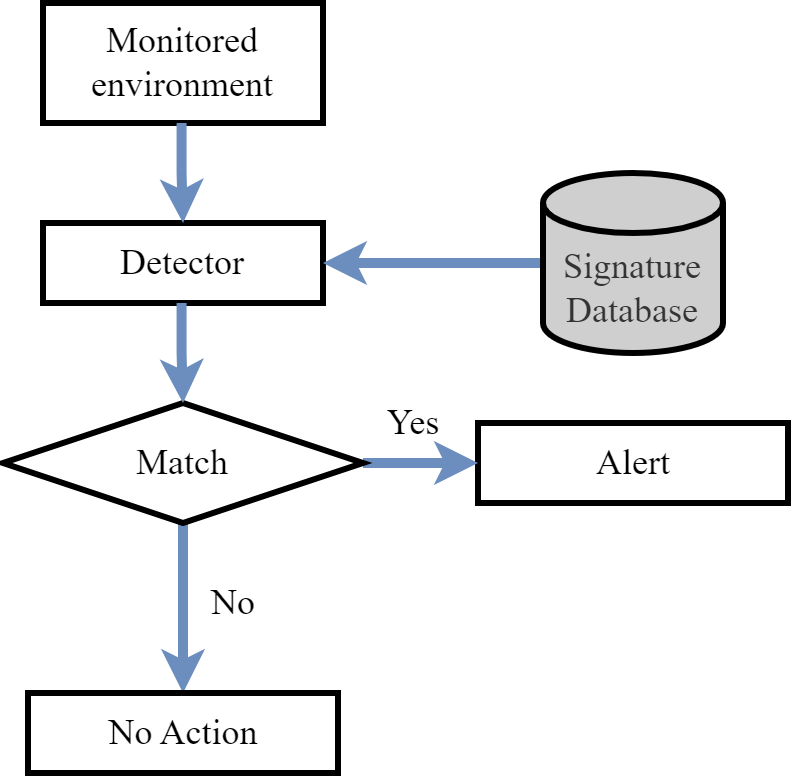 Monitored
environment
Detector
Signature
Database
Match
Yes
Alert
No
No Action